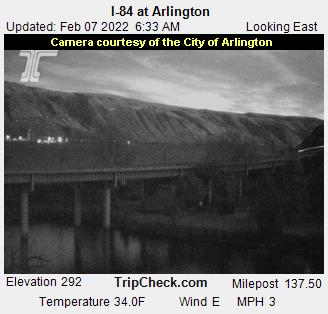 I-84 at Arlington
Updated: Feb 07 2022 6:33 AM Looking East
Camera courtesy of the City of Arlington
Elevation 292 TripCheck.com Milepost 137.50
Temperature 34.0F Wind E MPH 3